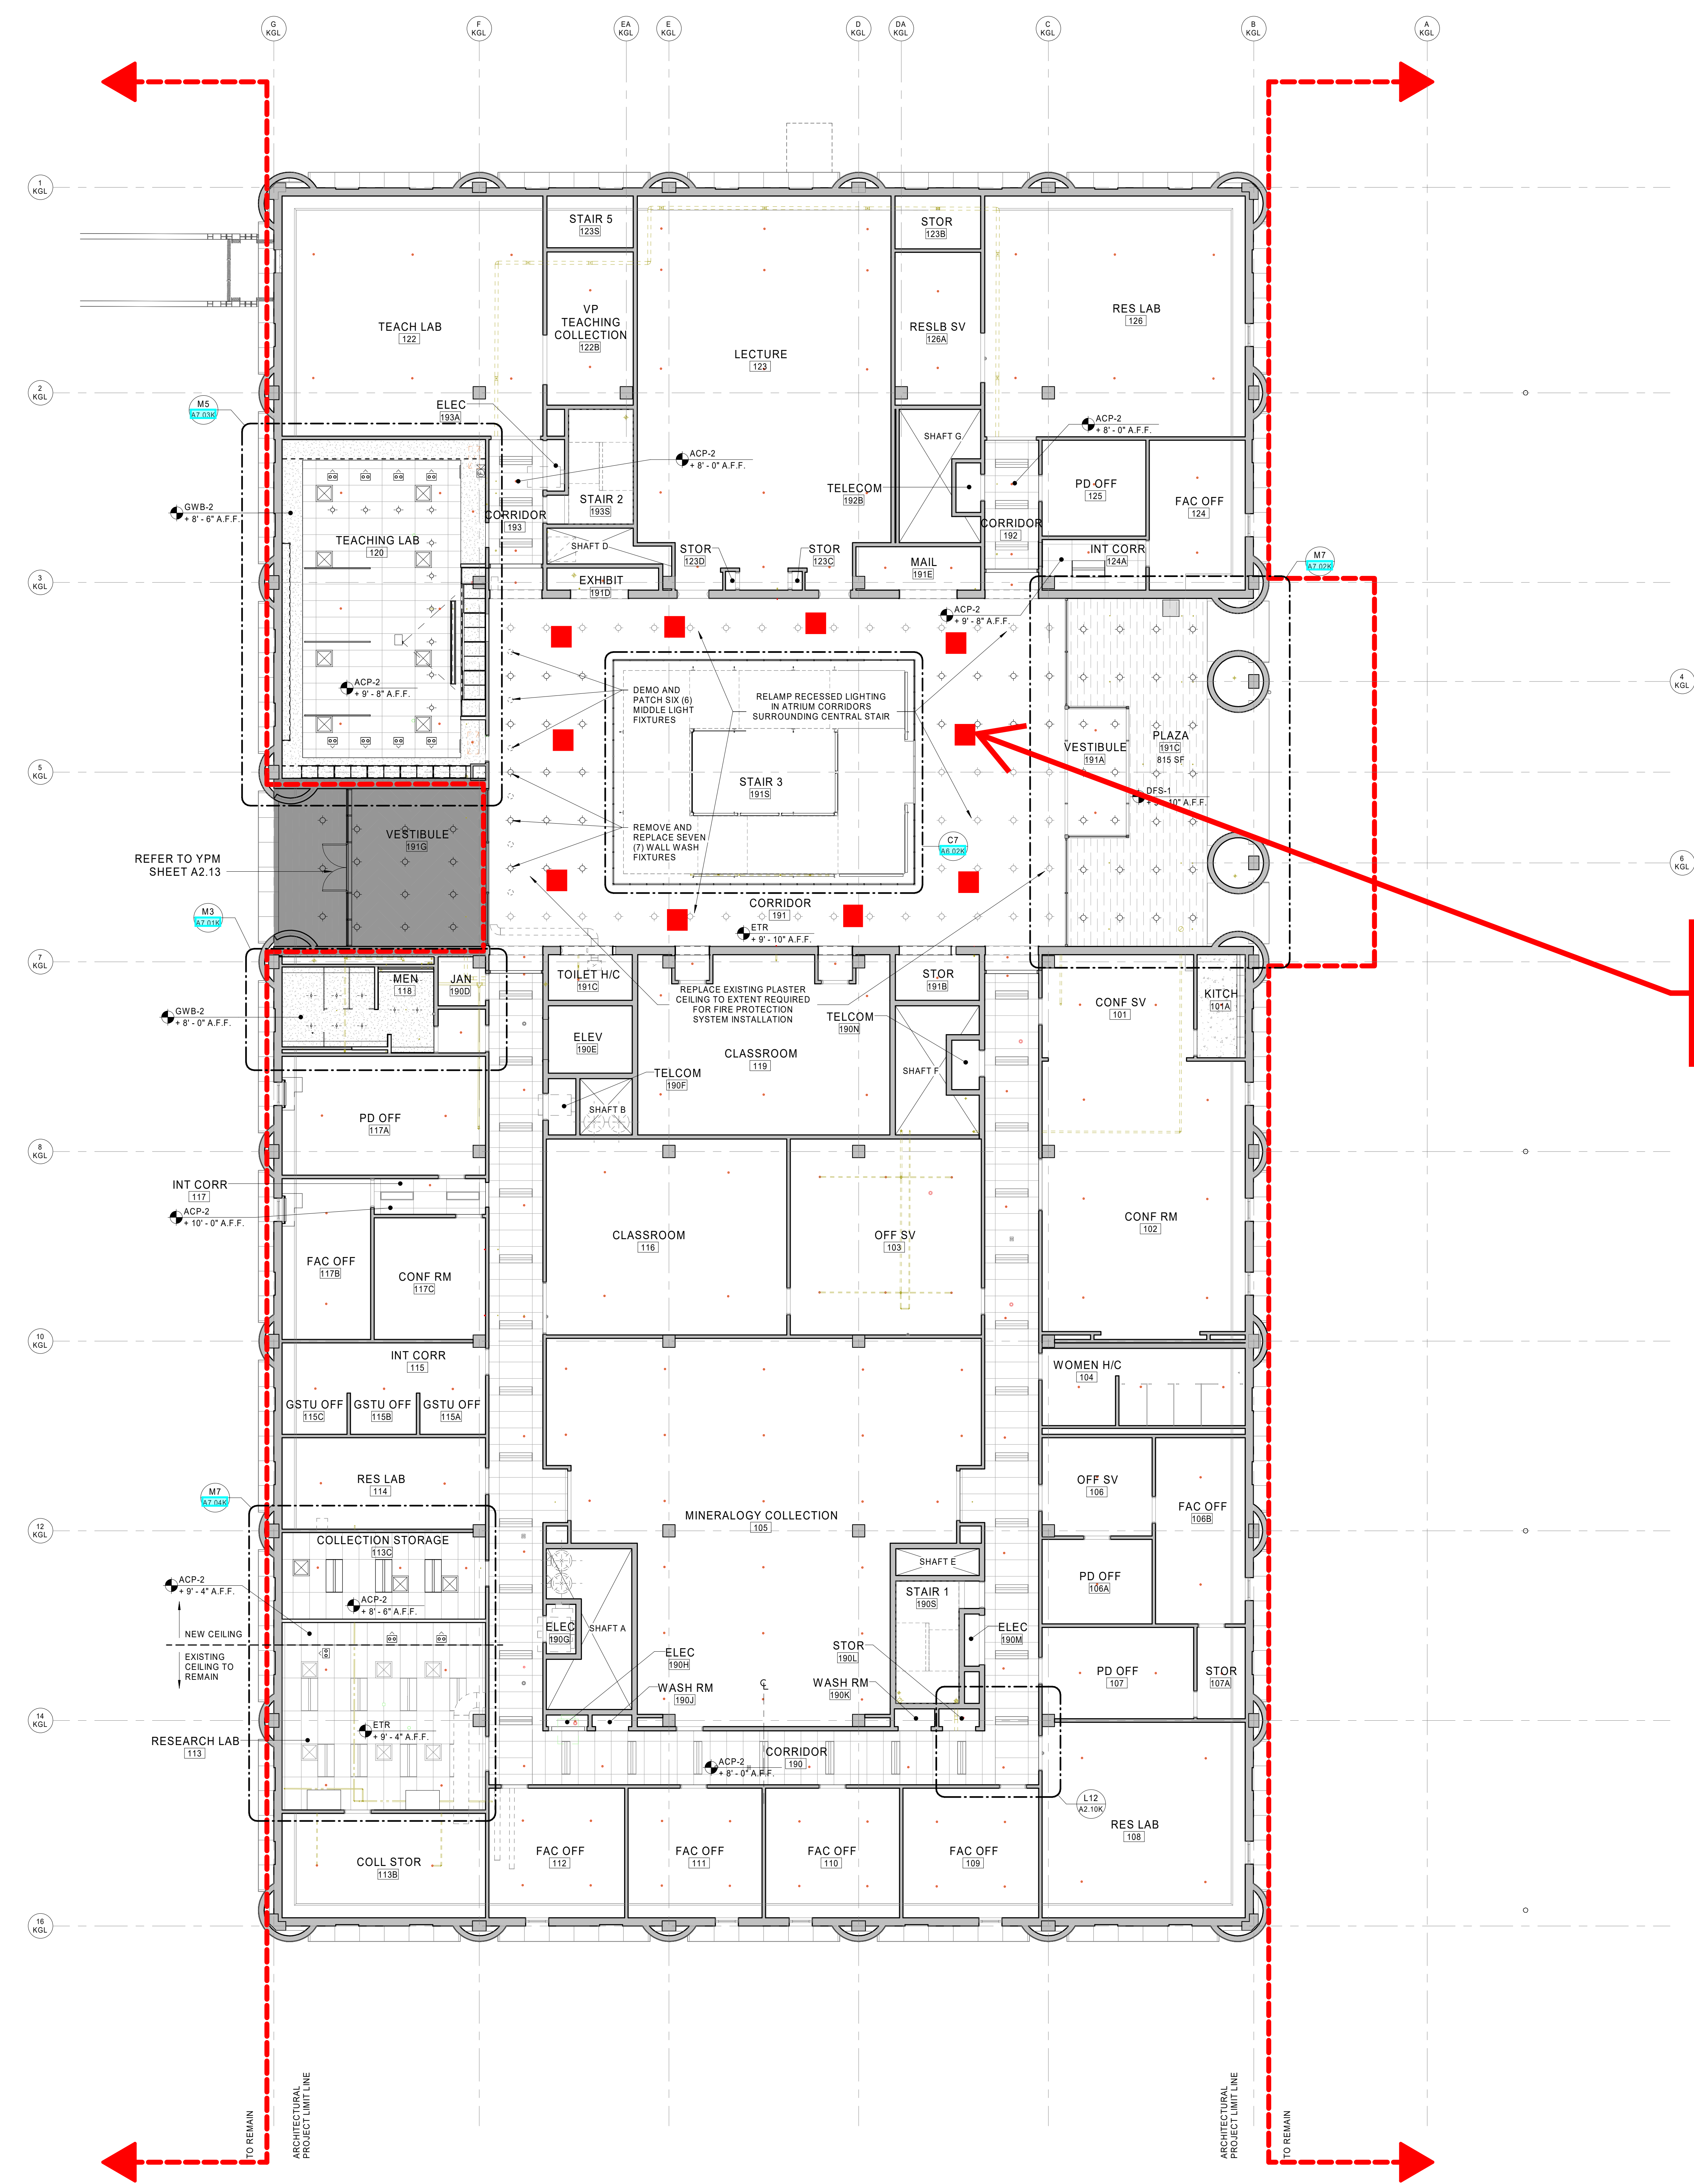 G
KGL
F
KGL
EA
KGL
E
KGL
D
KGL
DA
KGL
C
KGL
B
KGL
A
KGL
1
KGL
STAIR 5
123S
STOR
123B
TEACH LAB
122
VP
TEACHING
COLLECTION
122B
LECTURE
123
RESLB SV
126A
RES LAB
126
2
KGL
M5
A7.03K
ELEC
193A
ACP-2
+ 8' - 0" A.F.F.
ACP-2
+ 8' - 0" A.F.F.
SHAFT G
TELECOM
192B
PD OFF
125
FAC OFF
124
STAIR 2
193S
GWB-2
+ 8' - 6" A.F.F.
CORRIDOR
193
CORRIDOR
192
TEACHING LAB
120
SHAFT D
STOR
123D
STOR
123C
MAIL
191E
INT CORR
124A
M7
A7.02K
3
KGL
EXHIBIT
191D
ACP-2
+ 9' - 8" A.F.F.
4
KGL
ACP-2
+ 9' - 8" A.F.F.
DEMO AND
PATCH SIX (6)
MIDDLE LIGHT
FIXTURES
RELAMP RECESSED LIGHTING
IN ATRIUM CORRIDORS
SURROUNDING CENTRAL STAIR
VESTIBULE
191A
PLAZA
191C
815 SF
5
KGL
STAIR 3
191S
DFS-1
VESTIBULE
191G
REMOVE AND
REPLACE SEVEN
(7) WALL WASH
FIXTURES
C7
A6.02K
REFER TO YPM
SHEET A2.13
6
KGL
M3
A7.01K
CORRIDOR
191
ETR
+ 9' - 10" A.F.F.
7
KGL
MEN
118
JAN
190D
TOILET H/C
191C
STOR
191B
REPLACE EXISTING PLASTER
CEILING TO EXTENT REQUIRED
FOR FIRE PROTECTION
SYSTEM INSTALLATION
CONF SV
101
KITCH
101A
GWB-2
+ 8' - 0" A.F.F.
ELEV
190E
TELCOM
190N
CLASSROOM
119
TELCOM
190F
SHAFT F
SHAFT B
PD OFF
117A
8
KGL
INT CORR
117
ACP-2
+ 10' - 0" A.F.F.
CLASSROOM
116
OFF SV
103
CONF RM
102
FAC OFF
117B
CONF RM
117C
10
KGL
INT CORR
115
WOMEN H/C
104
GSTU OFF
115C
GSTU OFF
115B
GSTU OFF
115A
RES LAB
114
OFF SV
106
FAC OFF
106B
M7
A7.04K
12
KGL
MINERALOGY COLLECTION
105
COLLECTION STORAGE
113C
SHAFT E
ACP-2
+ 9' - 4" A.F.F.
ACP-2
+ 8' - 6" A.F.F.
STAIR 1
190S
PD OFF
106A
NEW CEILING
EXISTING
CEILING TO
REMAIN
ELEC
190G
SHAFT A
ELEC
190H
STOR
190L
ELEC
190M
WASH RM
190J
WASH RM
190K
PD OFF
107
STOR
107A
14
KGL
ETR
+ 9' - 4" A.F.F.
RESEARCH LAB
113
CORRIDOR
190
ACP-2
+ 8' - 0" A.F.F.
L12
A2.10K
RES LAB
108
COLL STOR
113B
FAC OFF
112
FAC OFF
111
FAC OFF
110
FAC OFF
109
16
KGL
TO REMAIN
ARCHITECTURAL
PROJECT LIMIT LINE
ARCHITECTURAL
PROJECT LIMIT LINE
TO REMAIN